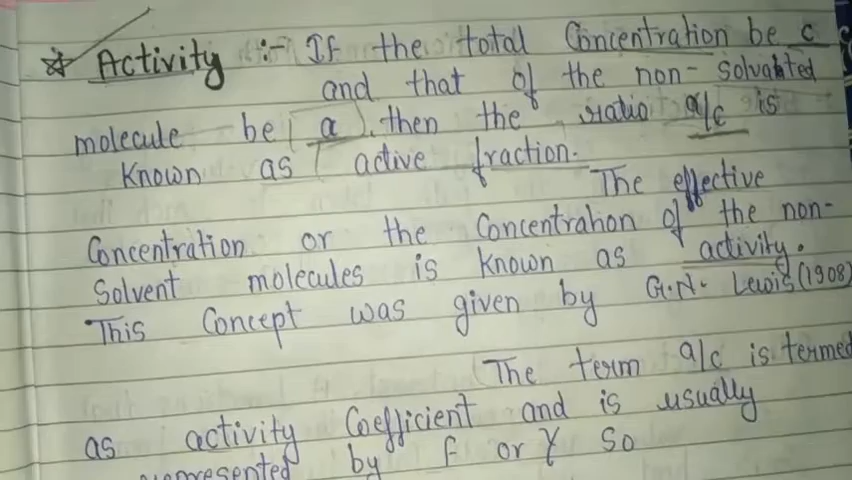 ☆ Activity :- If the total Concentration be c
and that of the non-solvahted
molecule be a, then the ratio a/c is
Known as active fraction.
The effective
Concentration or the Concentration of the non-
Solvent molecules is known as activity.
This Concept was given by G.N. Lewis (1908)
The term a/c is termed
as activity Coefficient and is usually
represented by f or γ So